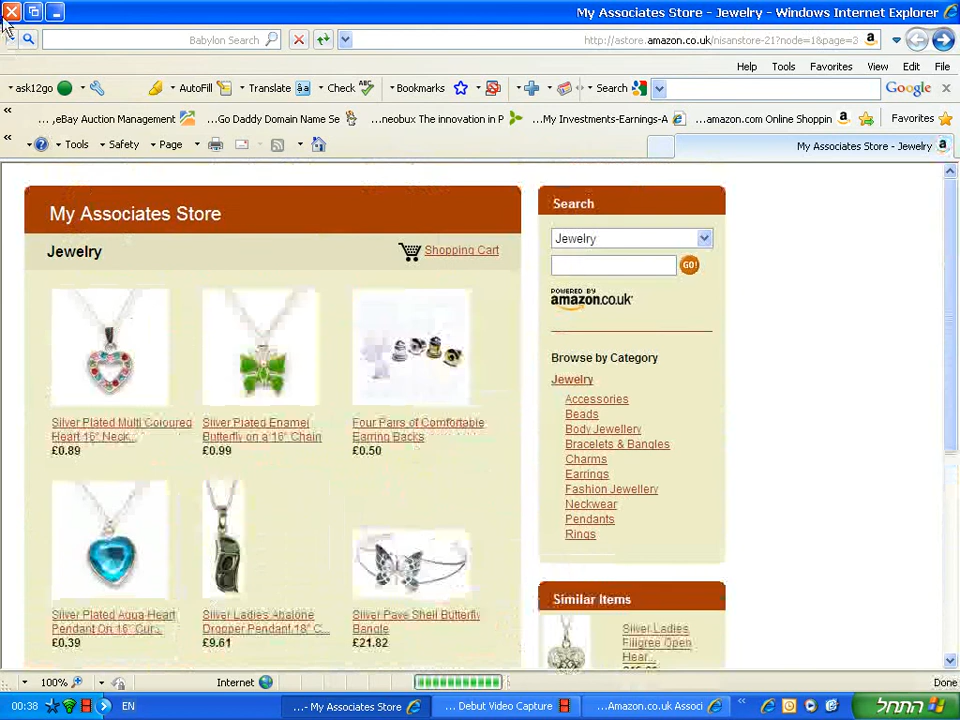 My Associates Store - Jewelry - Windows Internet Explorer
Babylon Search
http://astore.amazon.co.uk/nisanstore-21?node=1&page=3
Help Tools Favorites View Edit File
ask12go AutoFill Translate Check Bookmarks Search Google
...eBay Auction Management ...Go Daddy Domain Name Se ...neobux The innovation in P ...My Investments-Earnings-A ...amazon.com Online Shoppin Favorites
Tools Safety Page My Associates Store - Jewelry
My Associates Store
Jewelry
Shopping Cart
Silver Plated Multi Coloured
Heart 16" Neck...
£0.89
Silver Plated Enamel
Butterfly on a 16" Chain
£0.99
Four Pairs of Comfortable
Earring Backs
£0.50
Silver Plated Aqua Heart
Pendant On 16" Cur...
£0.39
Silver Ladies Abalone
Dropper Pendant 18" C...
£9.61
Silver Pave Shell Butterfly
Bangle
£21.82
Search
Jewelry
GO!
POWERED BY
amazon.co.uk
Browse by Category
Jewelry
Accessories
Beads
Body Jewellery
Bracelets & Bangles
Charms
Earrings
Fashion Jewellery
Neckwear
Pendants
Rings
Similar Items
Silver Ladies
Filigree Open
Hear...
100% Internet Done
00:38 EN ...- My Associates Store ...Debut Video Capture ...Amazon.co.uk Associ התחל